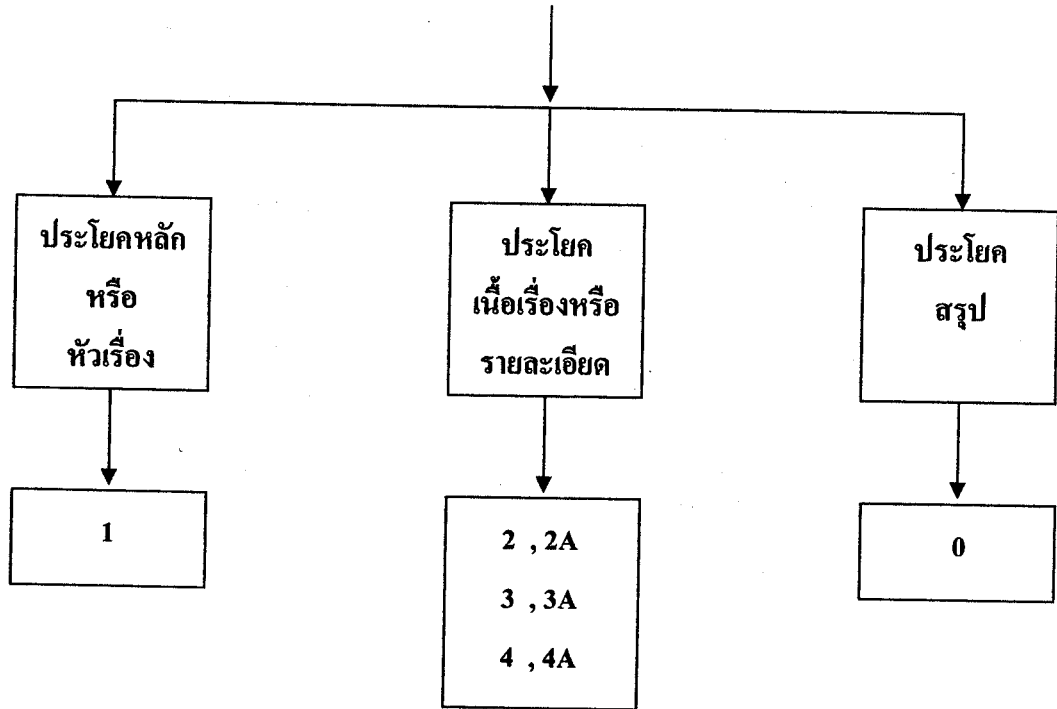 ประโยคหลัก
หรือ
หัวเรื่อง
ประโยค
เนื้อเรื่องหรือ
รายละเอียด
ประโยค
สรุป
1
2 , 2A
3 , 3A
4 , 4A
0